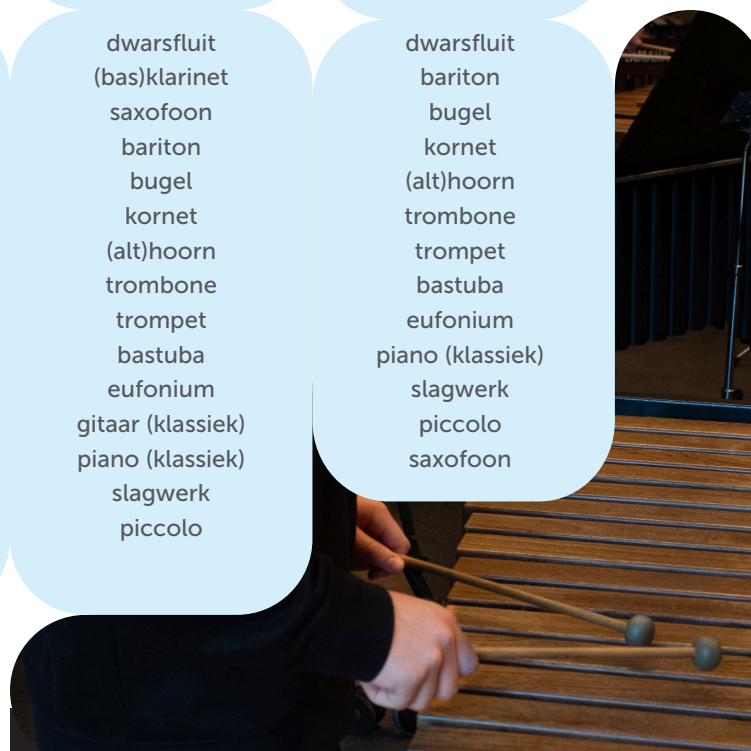 dwarsfluit
(bas)klarinet
saxofoon
bariton
bugel
kornet
(alt)hoorn
trombone
trompet
bastuba
eufonium
gitaar (klassiek)
piano (klassiek)
slagwerk
piccolo
dwarsfluit
bariton
bugel
kornet
(alt)hoorn
trombone
trompet
bastuba
eufonium
piano (klassiek)
slagwerk
piccolo
saxofoon